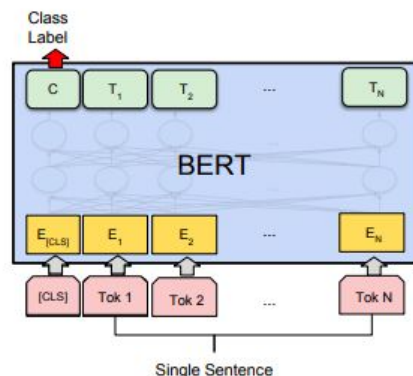 Class
Label
C T1 T2 ... TN
BERT
E[CLS] E1 E2 ... EN
[CLS] Tok 1 Tok 2 ... Tok N
Single Sentence